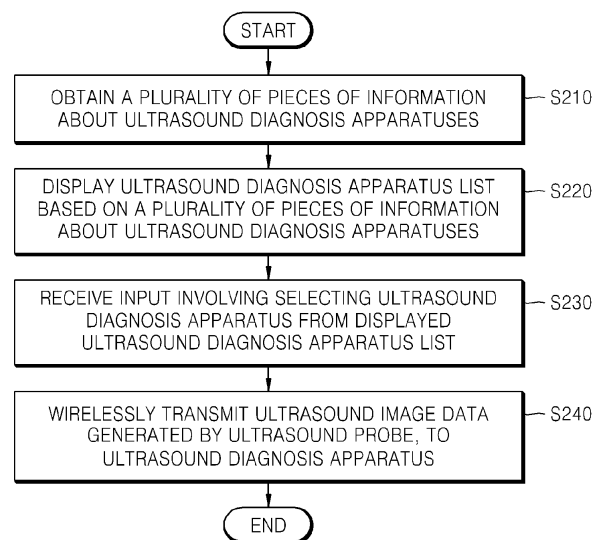 START
OBTAIN A PLURALITY OF PIECES OF INFORMATION
ABOUT ULTRASOUND DIAGNOSIS APPARATUSES
S210
DISPLAY ULTRASOUND DIAGNOSIS APPARATUS LIST
BASED ON A PLURALITY OF PIECES OF INFORMATION
ABOUT ULTRASOUND DIAGNOSIS APPARATUSES
S220
RECEIVE INPUT INVOLVING SELECTING ULTRASOUND
DIAGNOSIS APPARATUS FROM DISPLAYED
ULTRASOUND DIAGNOSIS APPARATUS LIST
S230
WIRELESSLY TRANSMIT ULTRASOUND IMAGE DATA
GENERATED BY ULTRASOUND PROBE, TO
ULTRASOUND DIAGNOSIS APPARATUS
S240
END